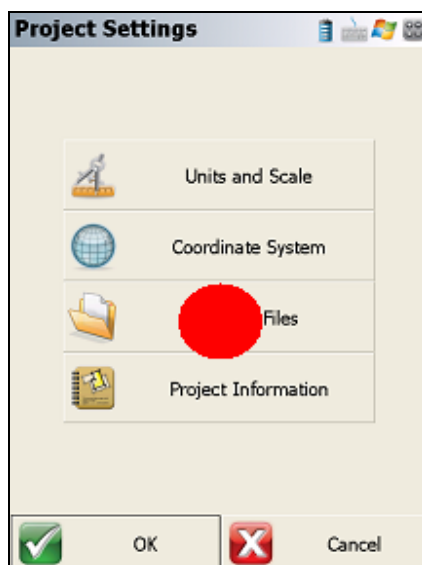 Project Settings
Units and Scale
Coordinate System
Files
Project Information
OK
Cancel